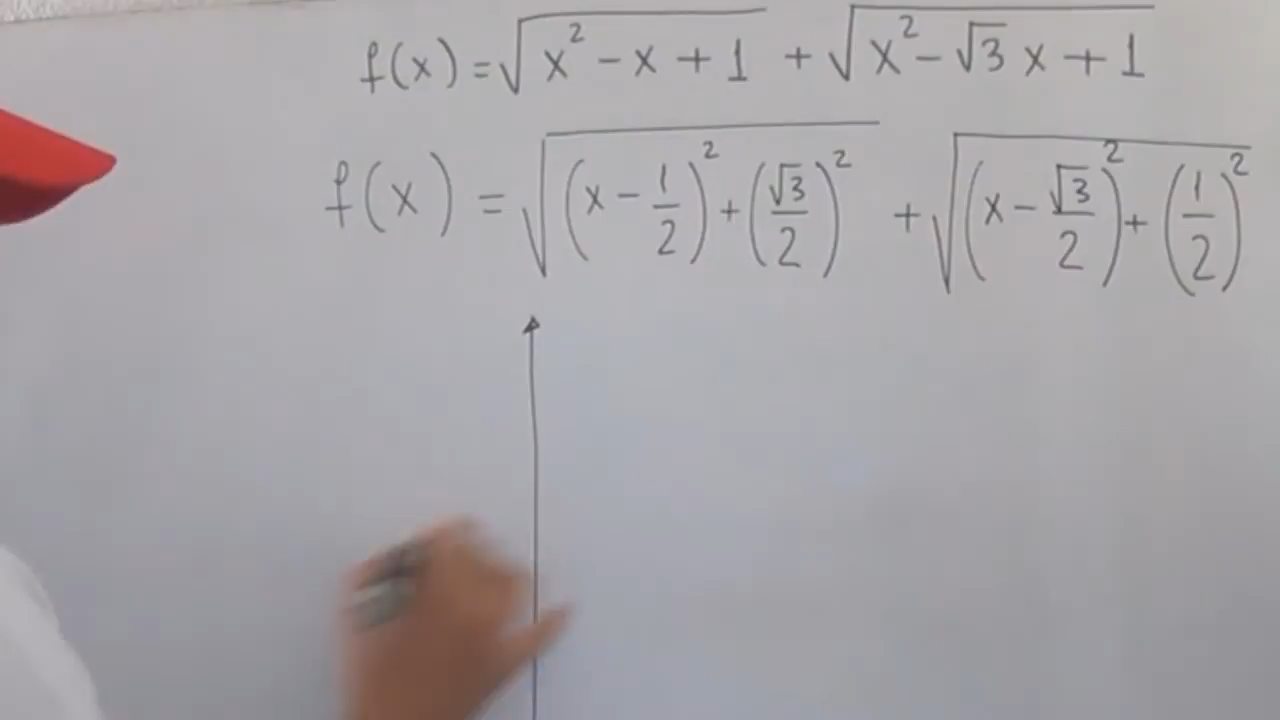 f(x) = √(x² - x + 1) + √(x² - √3 x + 1)
f(x) = √((x - 1/2)² + (√3/2)²) + √((x - √3/2)² + (1/2)²)